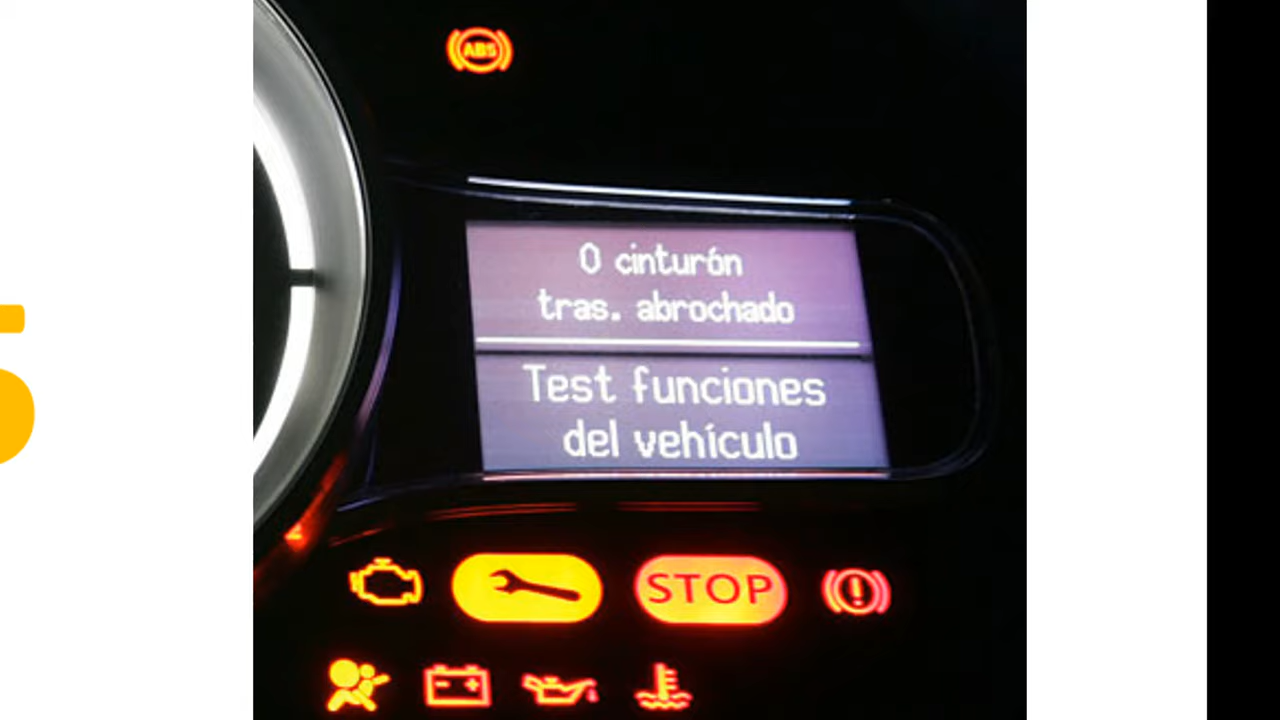 ABS
0 cinturón
tras. abrochado
Test funciones
del vehículo
STOP